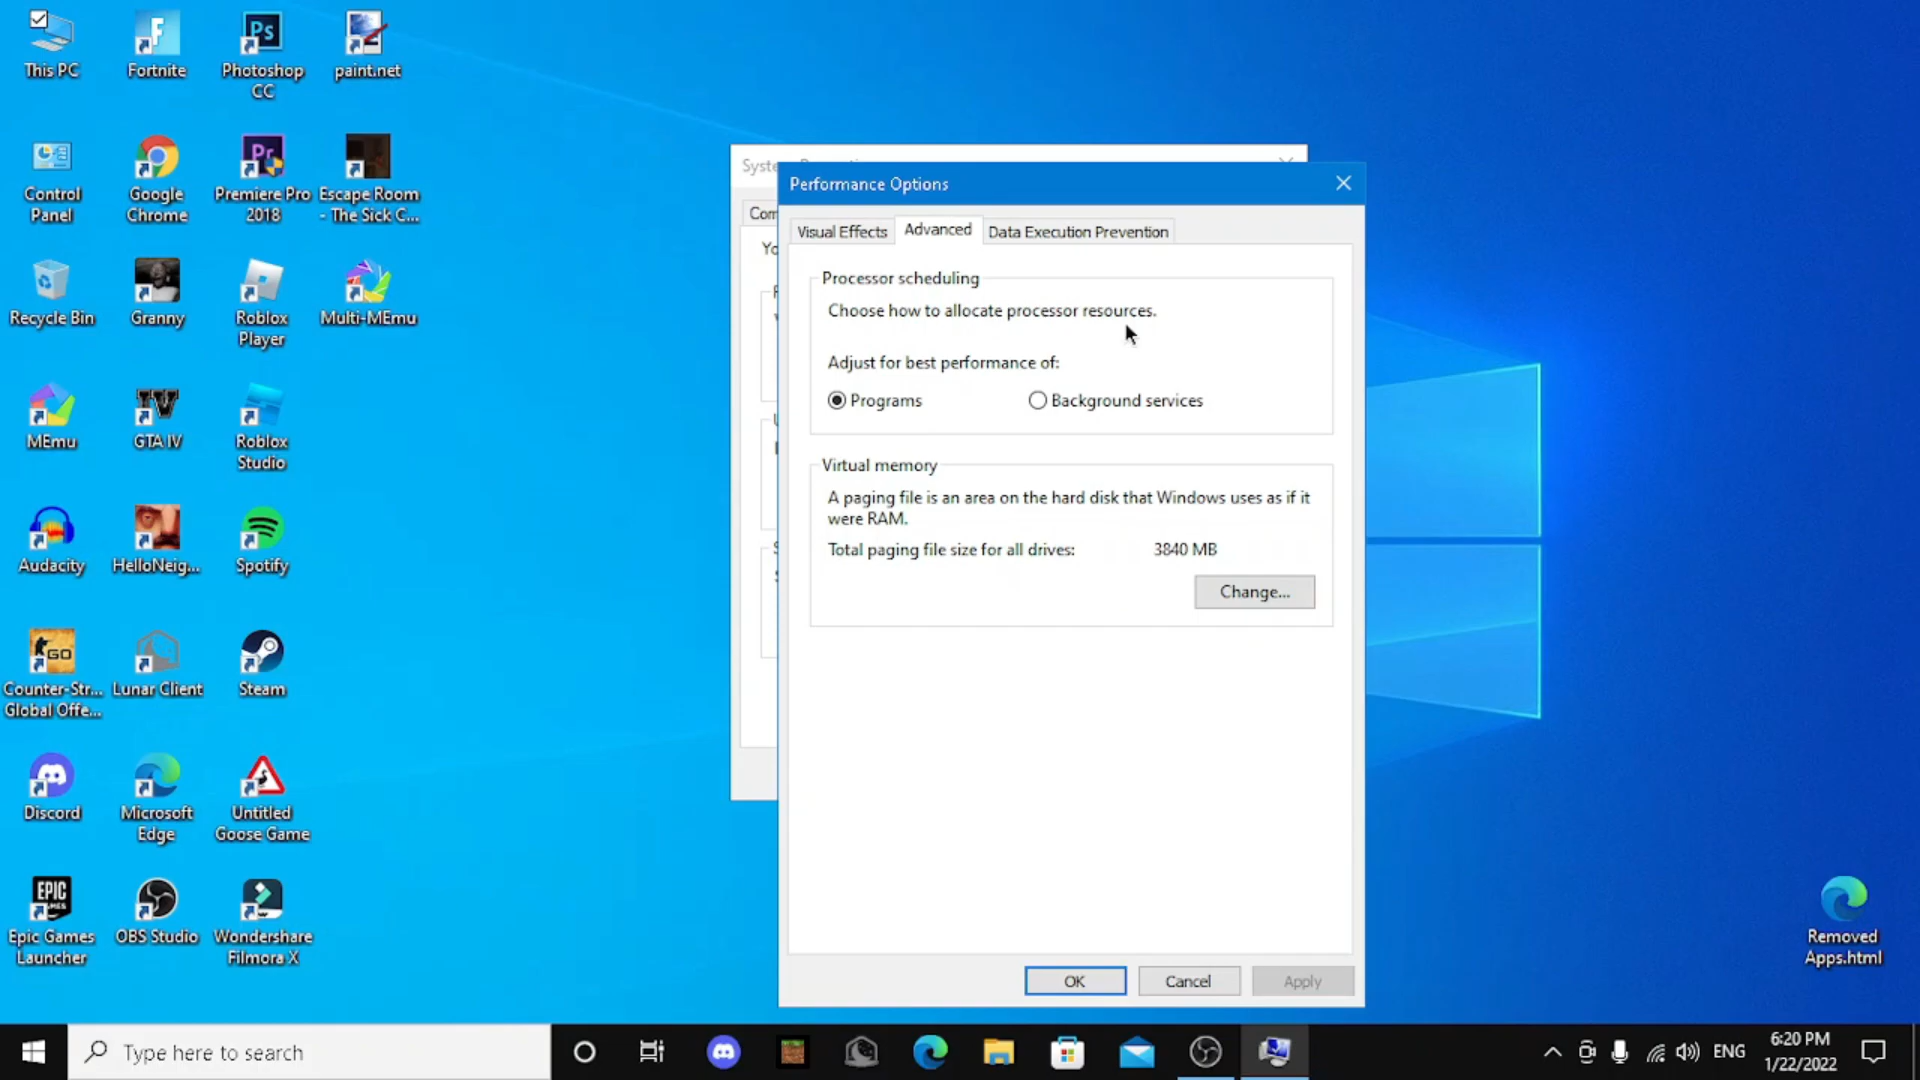 This PC
Fortnite
Photoshop
CC
paint.net
Control
Panel
Google
Chrome
Premiere Pro
2018
Escape Room
- The Sick C...
Recycle Bin
Granny
Roblox
Player
Multi-MEmu
MEmu
GTA IV
Roblox
Studio
Audacity
HelloNeig...
Spotify
Counter-Str...
Global Offe...
Lunar Client
Steam
Discord
Microsoft
Edge
Untitled
Goose Game
Epic Games
Launcher
OBS Studio
Wondershare
Filmora X
Removed
Apps.html
Performance Options
Visual Effects
Advanced
Data Execution Prevention
Processor scheduling
Choose how to allocate processor resources.
Adjust for best performance of:
Programs
Background services
Virtual memory
A paging file is an area on the hard disk that Windows uses as if it
were RAM.
Total paging file size for all drives: 3840 MB
Change...
OK
Cancel
Apply
Type here to search
ENG
6:20 PM
1/22/2022